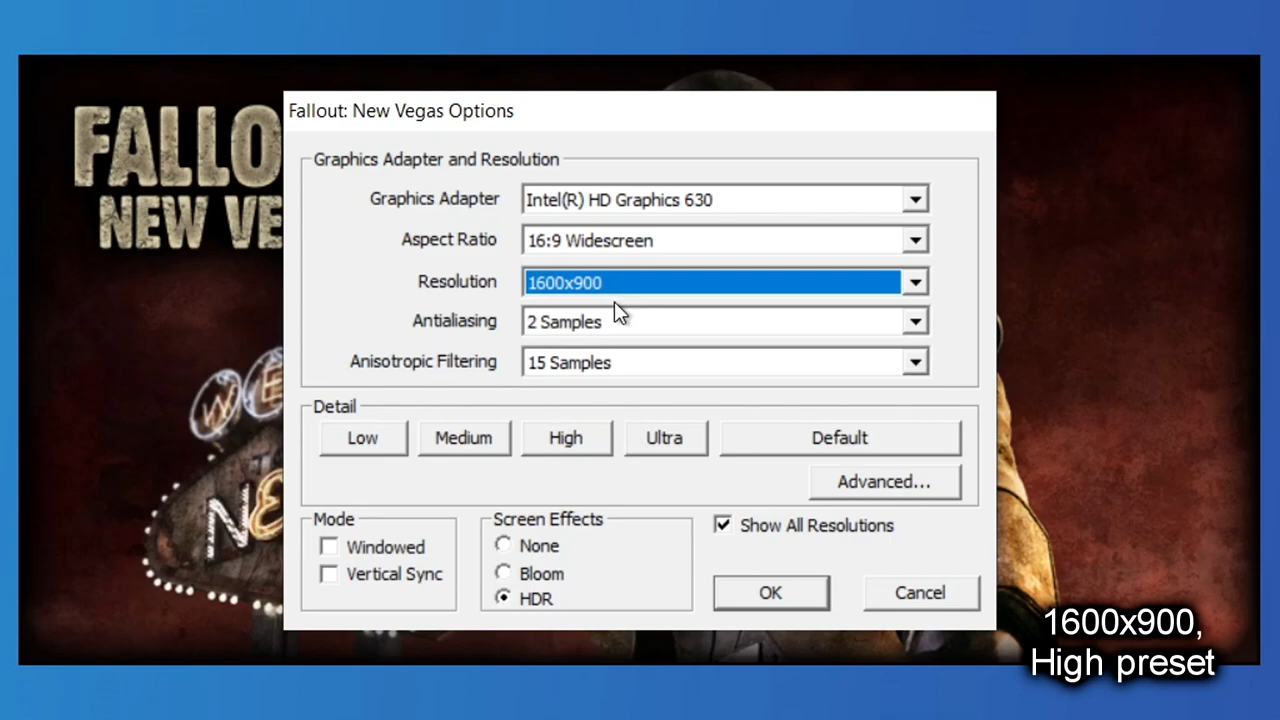 FALLO
NEW VE
Fallout: New Vegas Options
Graphics Adapter and Resolution
Graphics Adapter Intel(R) HD Graphics 630
Aspect Ratio 16:9 Widescreen
Resolution 1600x900
Antialiasing 2 Samples
Anisotropic Filtering 15 Samples
Detail
Low Medium High Ultra Default
Advanced...
Mode
Windowed
Vertical Sync
Screen Effects
None
Bloom
HDR
Show All Resolutions
OK Cancel
WE
NE
1600x900,
High preset